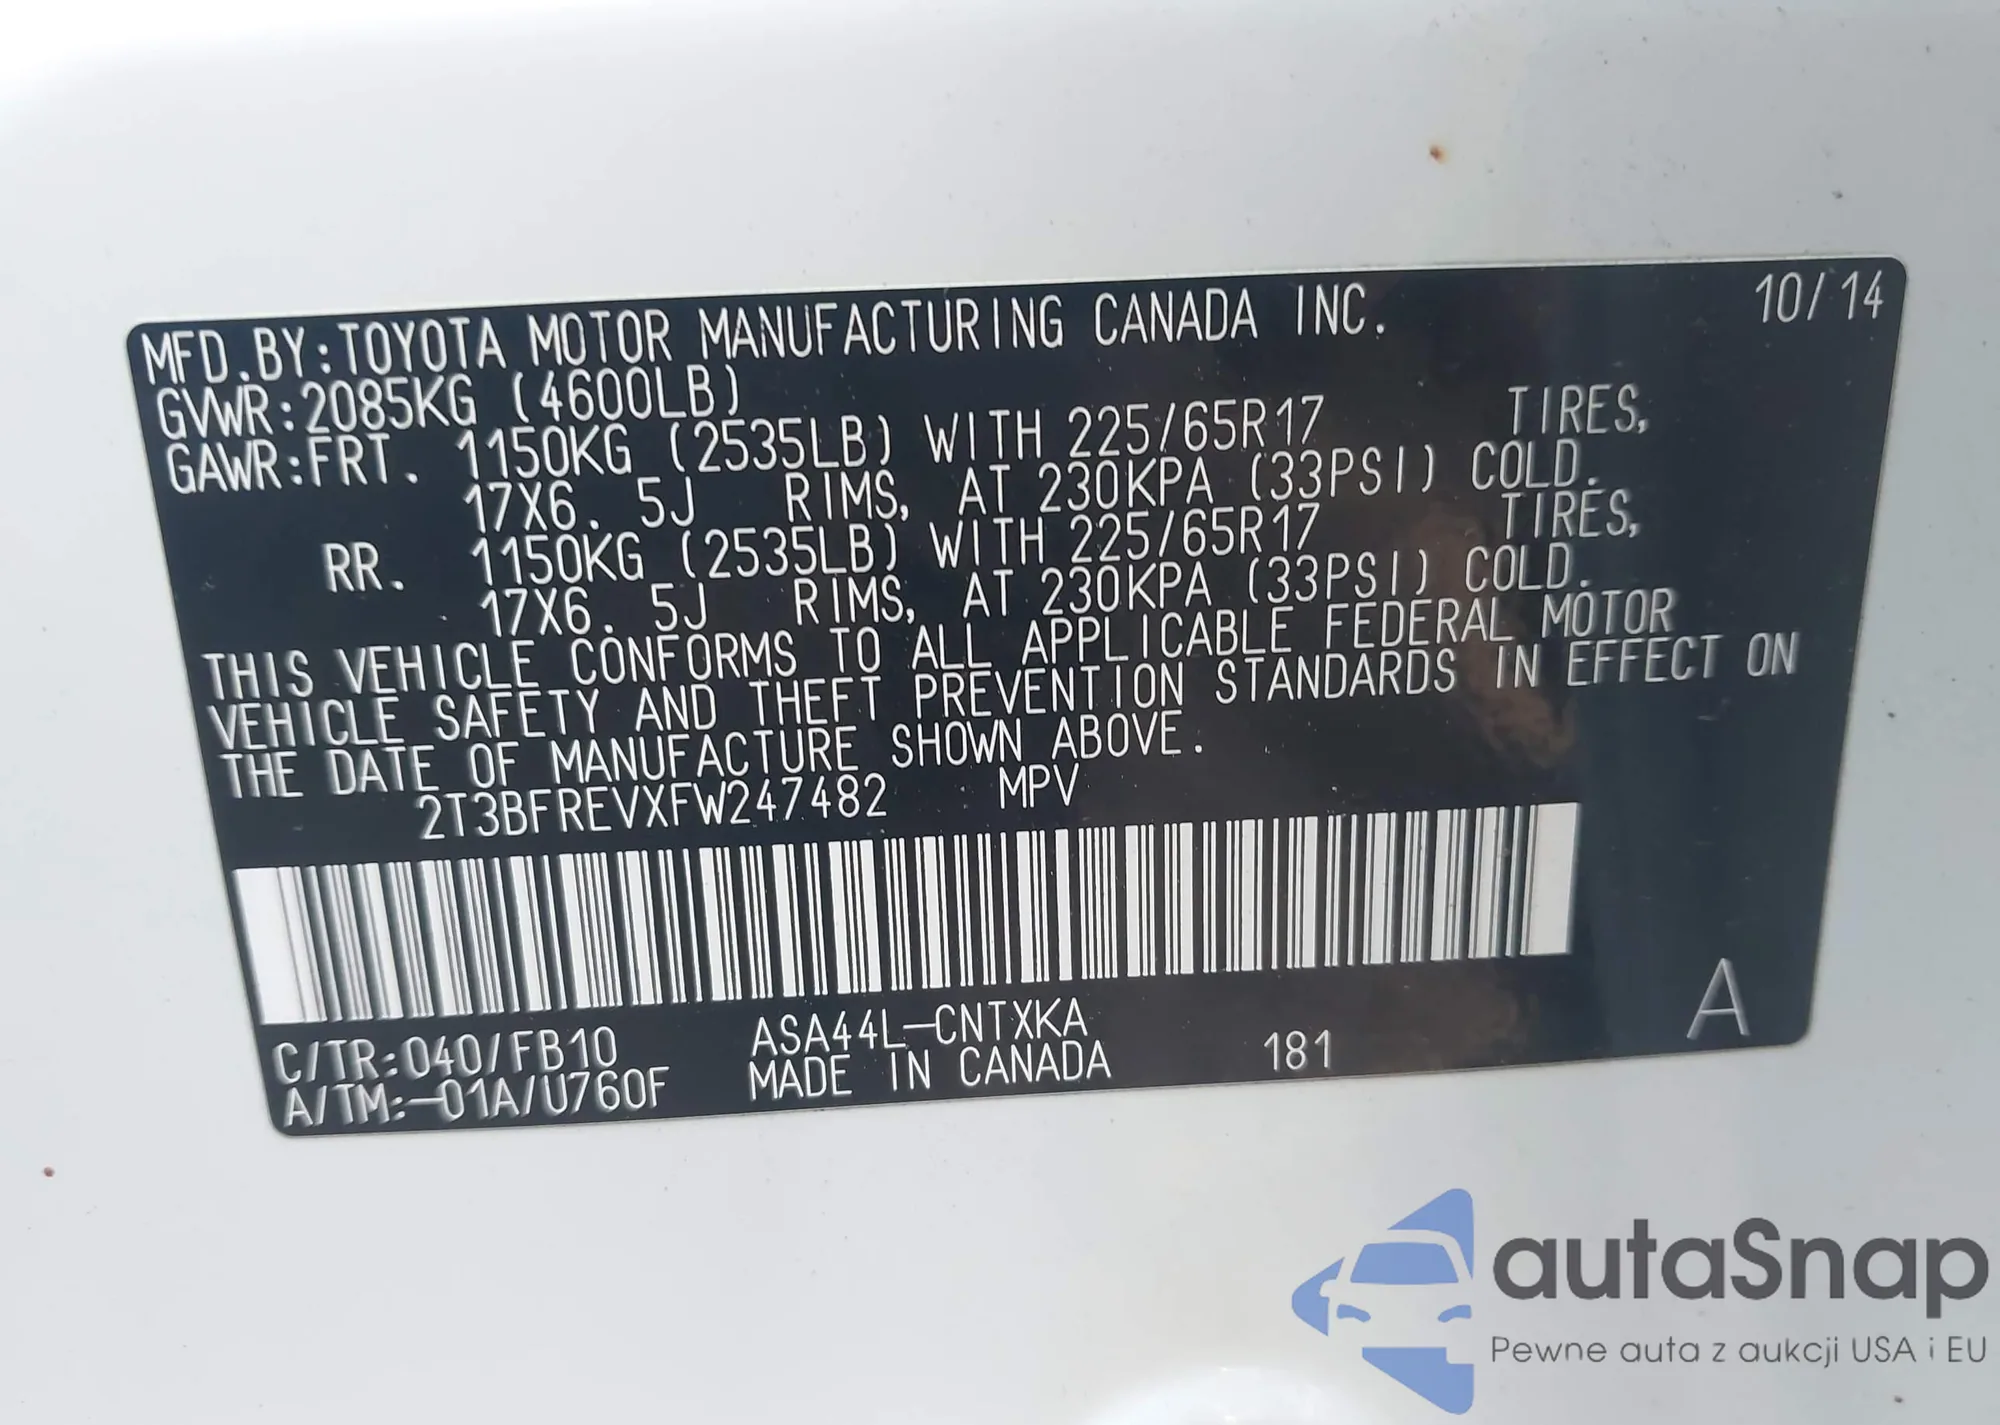 MFD.BY:TOYOTA MOTOR MANUFACTURING CANADA INC. 10/14
GVWR:2085KG (4600LB)
GAWR:FRT. 1150KG (2535LB) WITH 225/65R17 TIRES,
17X6.5J RIMS, AT 230KPA (33PSI) COLD.
RR. 1150KG (2535LB) WITH 225/65R17 TIRES,
17X6.5J RIMS, AT 230KPA (33PSI) COLD.
THIS VEHICLE CONFORMS TO ALL APPLICABLE FEDERAL MOTOR
VEHICLE SAFETY AND THEFT PREVENTION STANDARDS IN EFFECT ON
THE DATE OF MANUFACTURE SHOWN ABOVE.
2T3BFREVXFW247482 MPV
C/TR:040/FB10 ASA44L-CNTXKA
A/TM:-01A/U760F MADE IN CANADA 181 A
autaSnap
Pewne auta z aukcji USA i EU